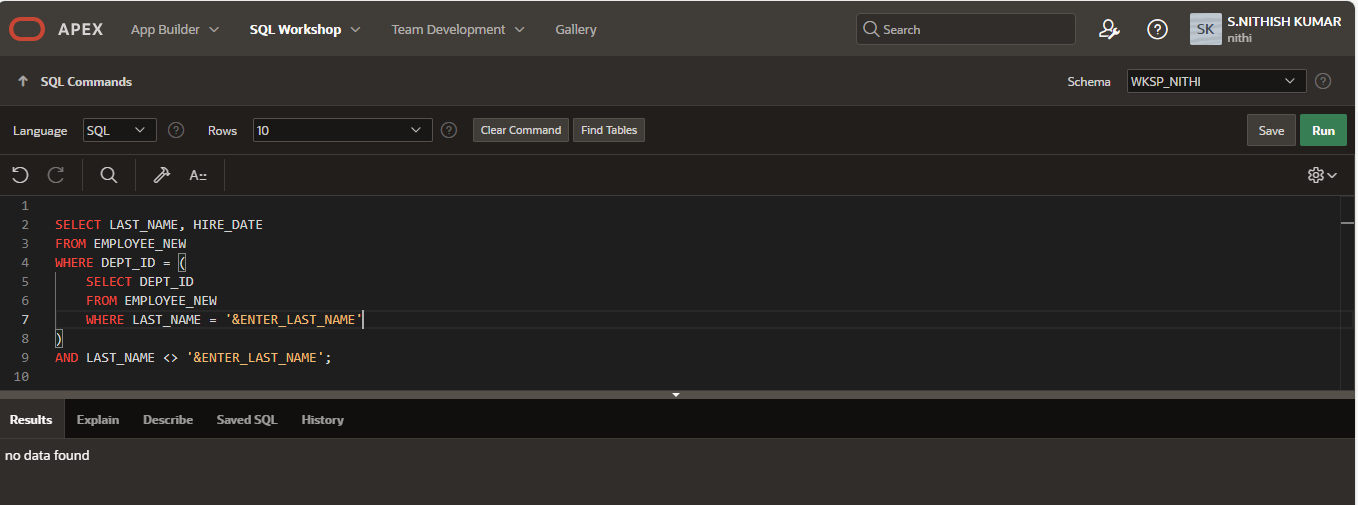 APEX App Builder SQL Workshop Team Development Gallery Search SK S.NITHISH KUMAR
nithi
SQL Commands Schema WKSP_NITHI
Language SQL Rows 10 Clear Command Find Tables Save Run
A
1
2 SELECT LAST_NAME, HIRE_DATE
3 FROM EMPLOYEE_NEW
4 WHERE DEPT_ID = (
5 SELECT DEPT_ID
6 FROM EMPLOYEE_NEW
7 WHERE LAST_NAME = '&ENTER_LAST_NAME'
8 )
9 AND LAST_NAME <> '&ENTER_LAST_NAME';
10
Results Explain Describe Saved SQL History
no data found